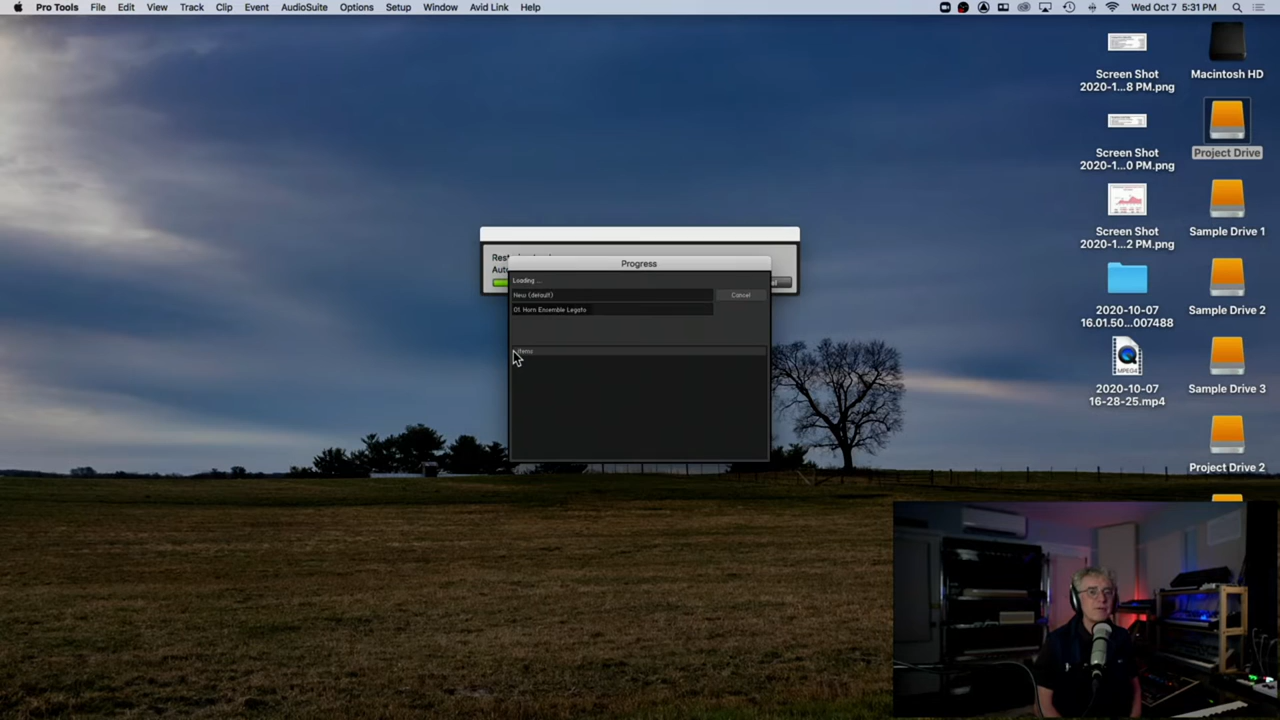 Pro Tools File Edit View Track Clip Event AudioSuite Options Setup Window Avid Link Help
Wed Oct 7 5:31 PM
Screen Shot
2020-1...8 PM.png
Macintosh HD
Screen Shot
2020-1...0 PM.png
Project Drive
Screen Shot
2020-1...2 PM.png
Sample Drive 1
2020-10-07
16.01.50...007488
Sample Drive 2
MPEG4
2020-10-07
16-28-25.mp4
Sample Drive 3
Project Drive 2
Progress
Loading ...
New (default)
Cancel
01 Horn Ensemble Legato